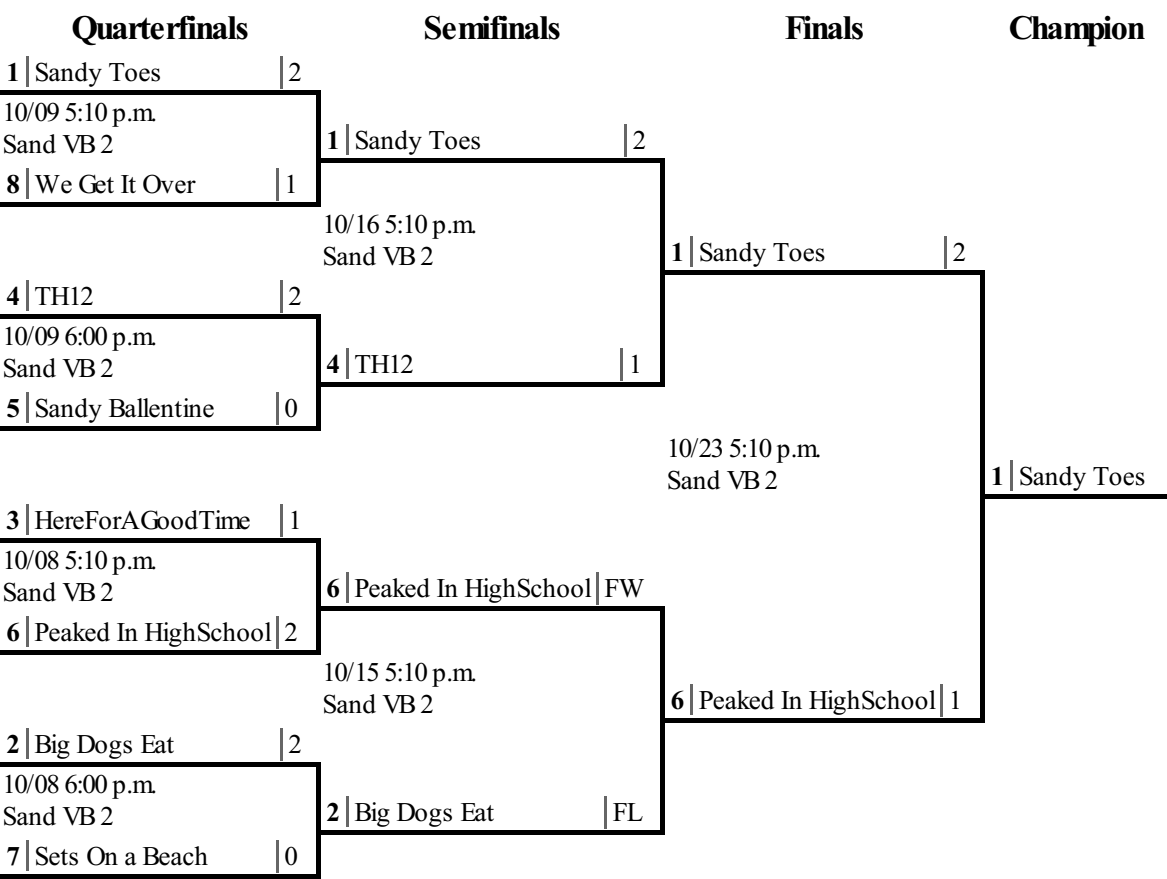 Quarterfinals Semifinals Finals Champion
1 Sandy Toes 2
10/09 5:10 p.m.
Sand VB 2
8 We Get It Over 1
4 TH12 2
10/09 6:00 p.m.
Sand VB 2
5 Sandy Ballentine 0
3 HereForAGoodTime 1
10/08 5:10 p.m.
Sand VB 2
6 Peaked In HighSchool 2
2 Big Dogs Eat 2
10/08 6:00 p.m.
Sand VB 2
7 Sets On a Beach 0
1 Sandy Toes 2
10/16 5:10 p.m.
Sand VB 2
4 TH12 1
6 Peaked In HighSchool FW
10/15 5:10 p.m.
Sand VB 2
2 Big Dogs Eat FL
1 Sandy Toes 2
10/23 5:10 p.m.
Sand VB 2
6 Peaked In HighSchool 1
1 Sandy Toes